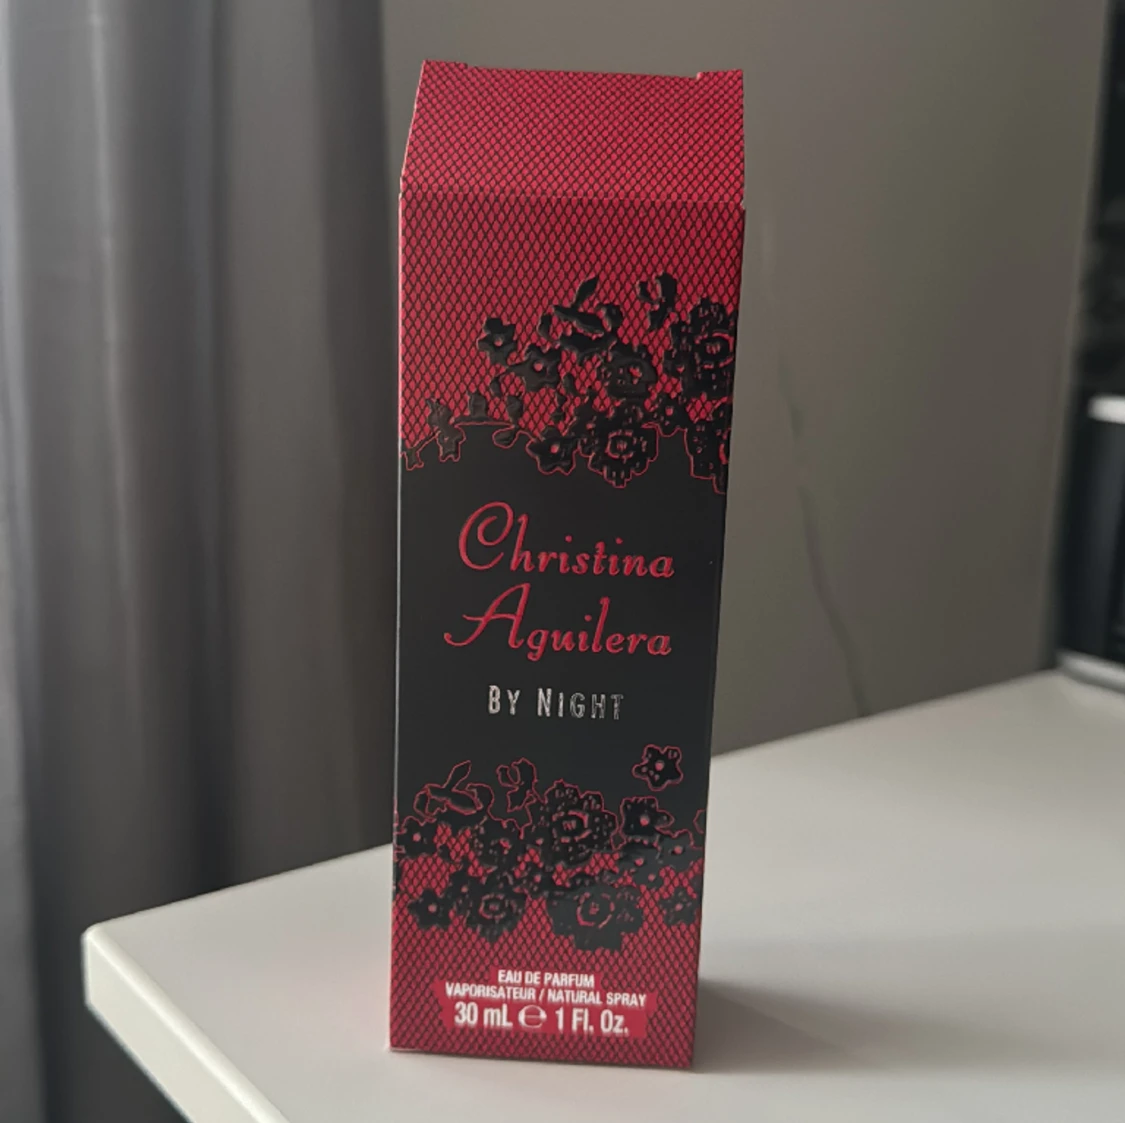 Christina
Aguilera
BY NIGHT
EAU DE PARFUM
VAPORISATEUR / NATURAL SPRAY
30 mL ℮ 1 Fl. Oz.